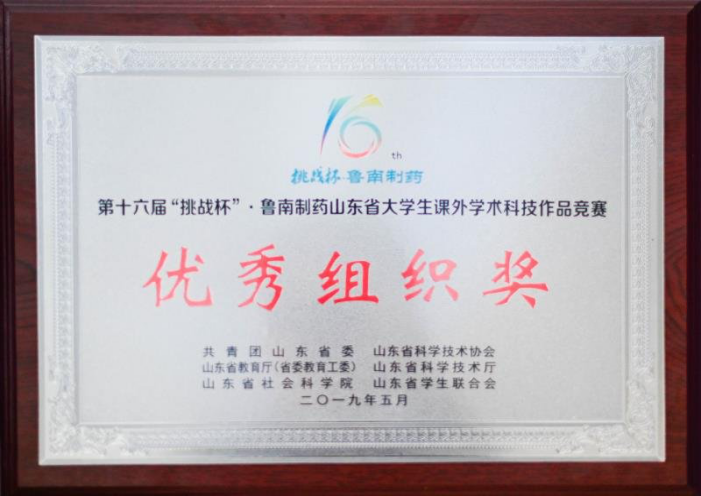 16th
挑战杯·鲁南制药
第十六届“挑战杯”·鲁南制药山东省大学生课外学术科技作品竞赛
优秀组织奖
共青团山东省委 山东省科学技术协会
山东省教育厅(省委教育工委) 山东省科学技术厅
山东省社会科学院 山东省学生联合会
二〇一九年五月